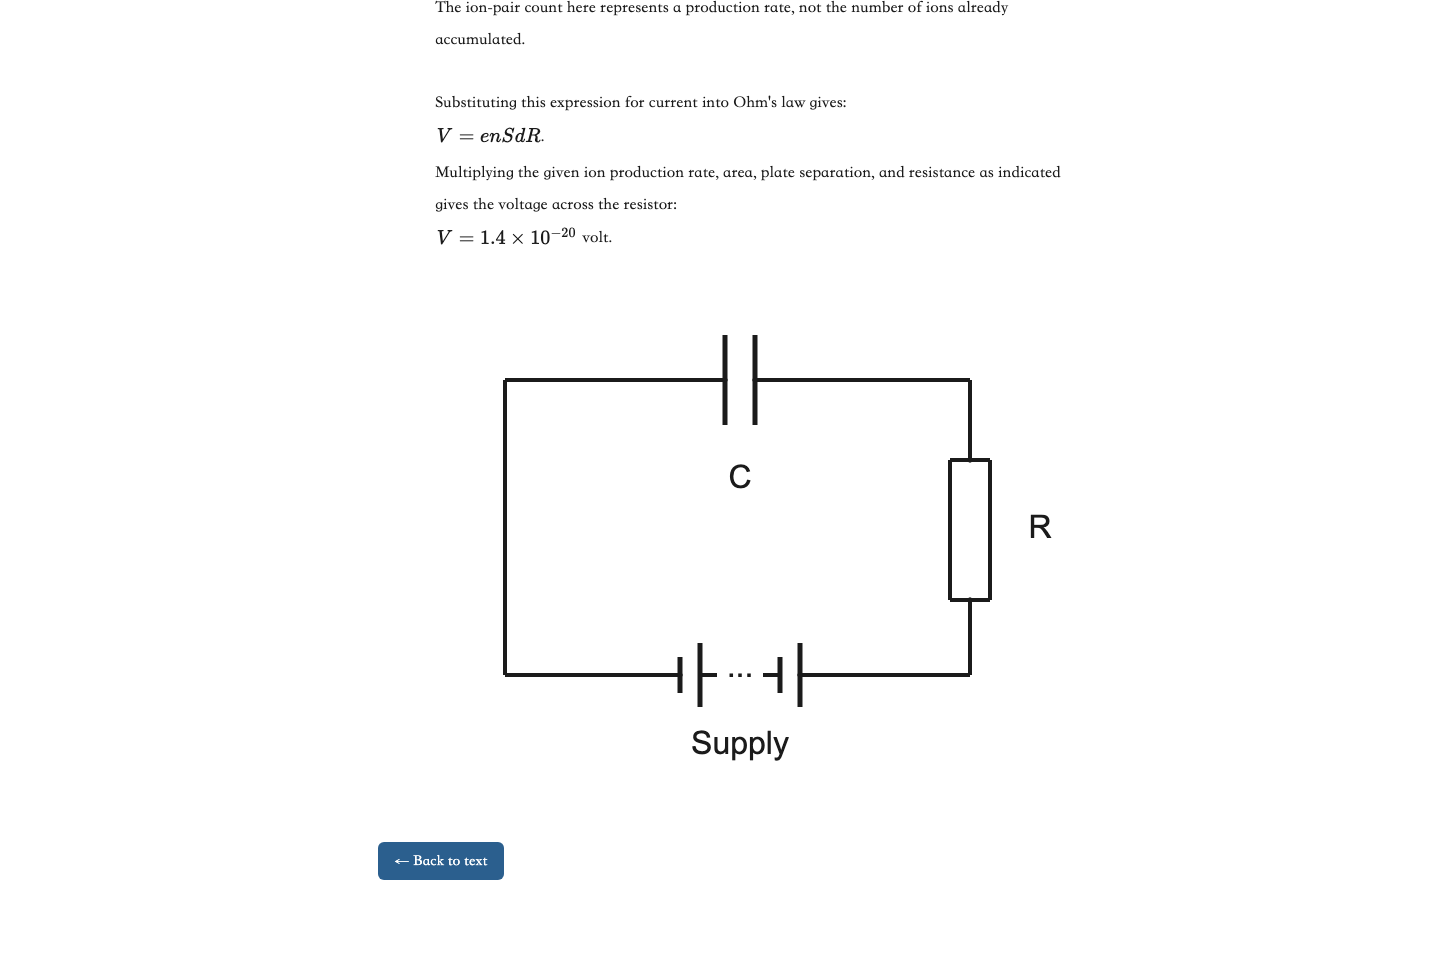 The ion-pair count here represents a production rate, not the number of ions already
accumulated.
Substituting this expression for current into Ohm's law gives:
V = enSdR.
Multiplying the given ion production rate, area, plate separation, and resistance as indicated
gives the voltage across the resistor:
V = 1.4 × 10⁻²⁰ volt.
C
R
...
Supply
← Back to text